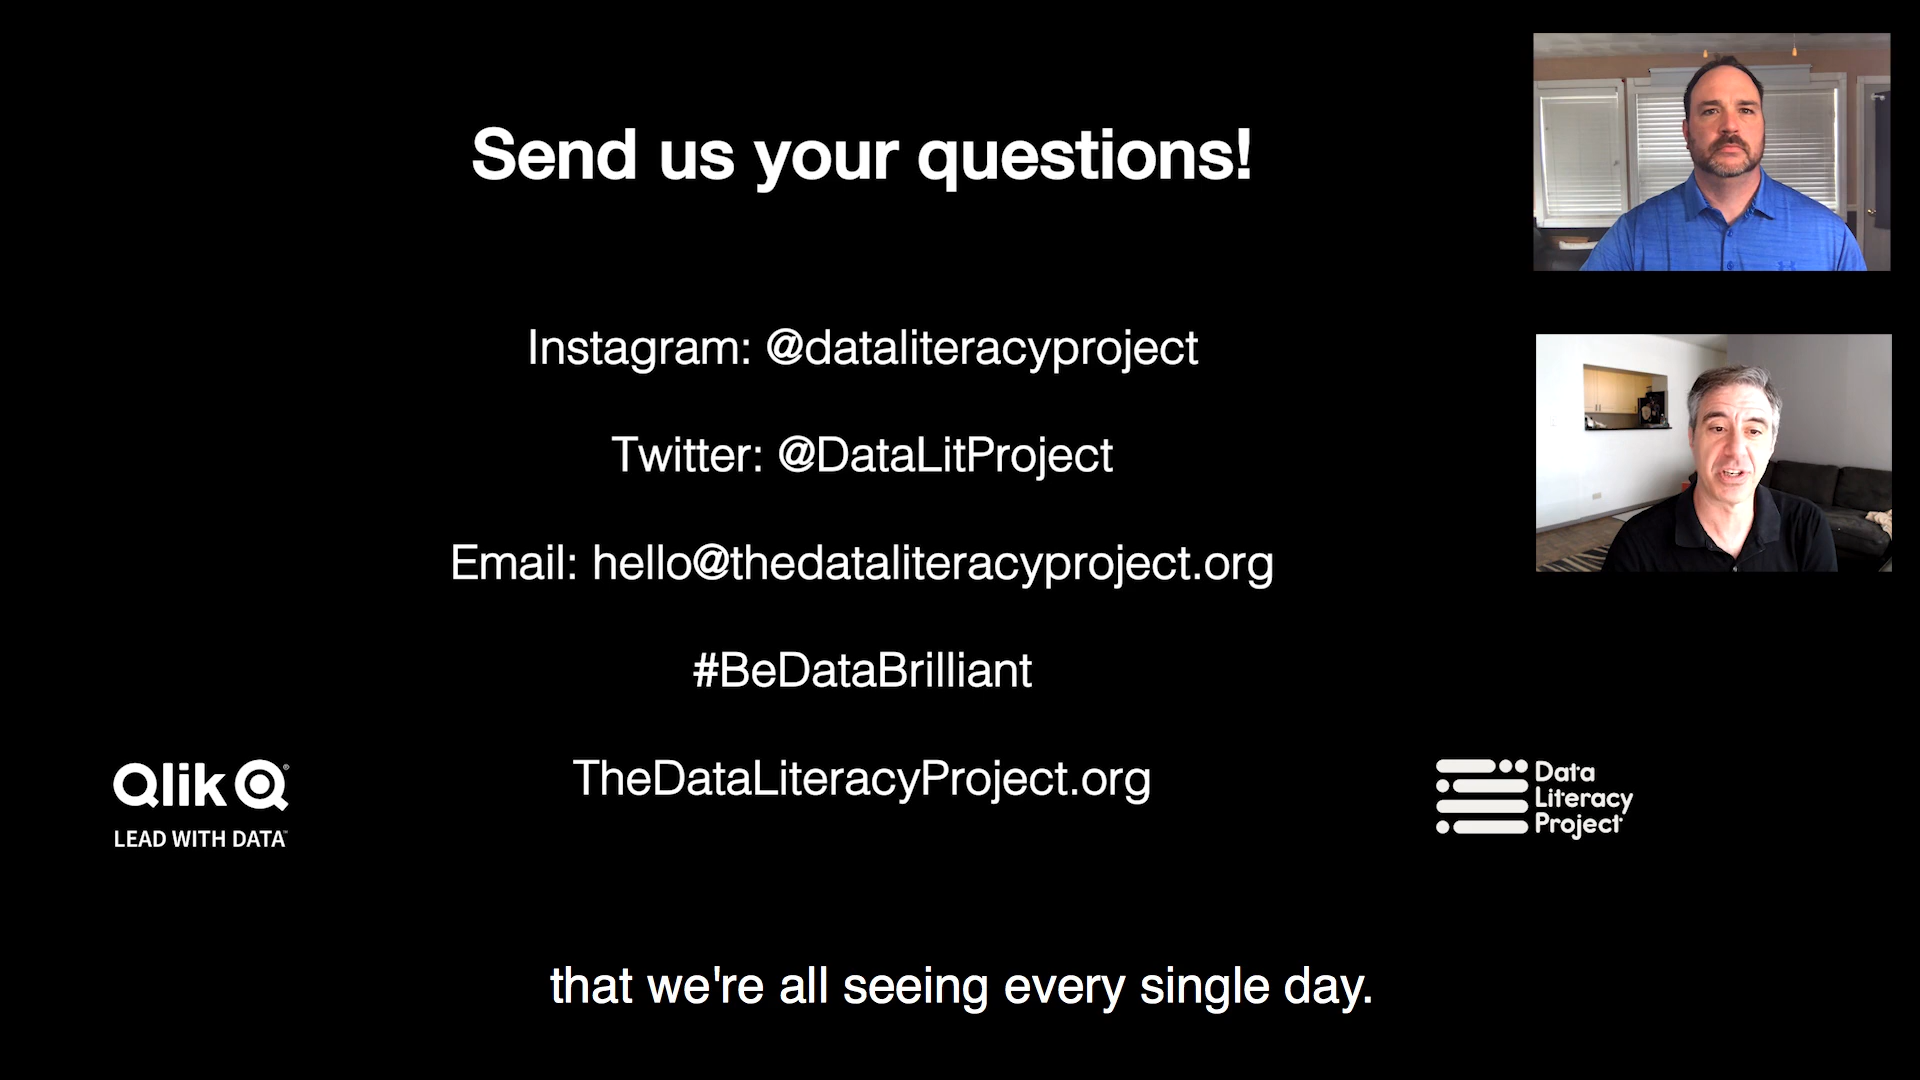 Send us your questions!
Instagram: @dataliteracyproject
Twitter: @DataLitProject
Email: hello@thedataliteracyproject.org
#BeDataBrilliant
TheDataLiteracyProject.org
Qlik Q®
LEAD WITH DATA™
Data
Literacy
Project
that we're all seeing every single day.